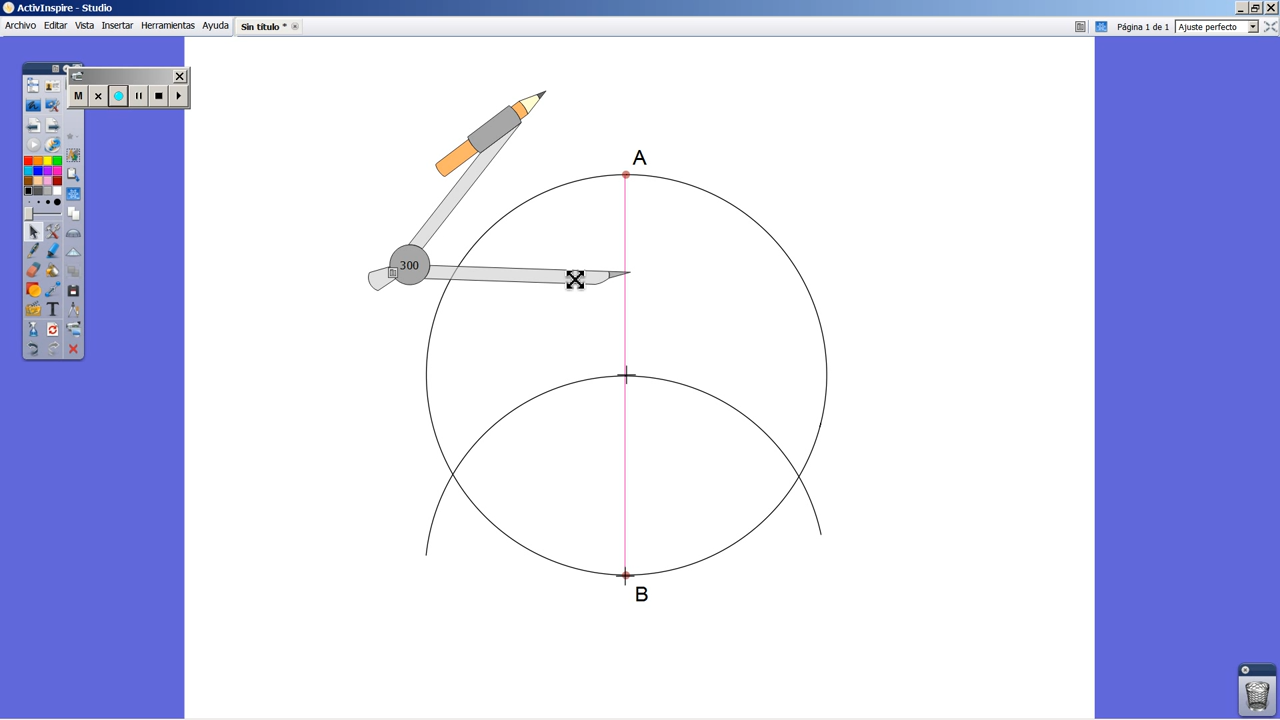 ActivInspire - Studio
Archivo Editar Vista Insertar Herramientas Ayuda Sin título * Página 1 de 1 Ajuste perfecto
M
A
300
T
B